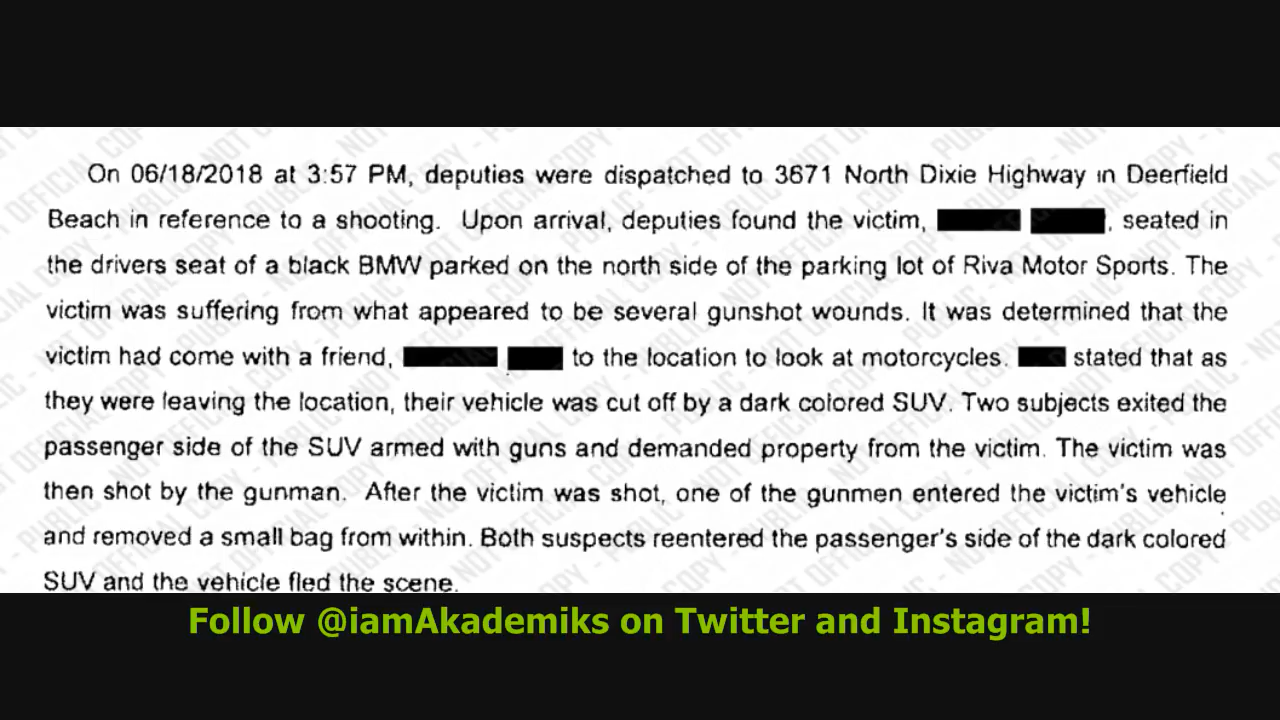 On 06/18/2018 at 3:57 PM, deputies were dispatched to 3671 North Dixie Highway in Deerfield
Beach in reference to a shooting. Upon arrival, deputies found the victim, , seated in
the drivers seat of a black BMW parked on the north side of the parking lot of Riva Motor Sports. The
victim was suffering from what appeared to be several gunshot wounds. It was determined that the
victim had come with a friend, to the location to look at motorcycles. stated that as
they were leaving the location, their vehicle was cut off by a dark colored SUV. Two subjects exited the
passenger side of the SUV armed with guns and demanded property from the victim. The victim was
then shot by the gunman. After the victim was shot, one of the gunmen entered the victim's vehicle
and removed a small bag from within. Both suspects reentered the passenger's side of the dark colored
SUV and the vehicle fled the scene.
Follow @iamAkademiks on Twitter and Instagram!